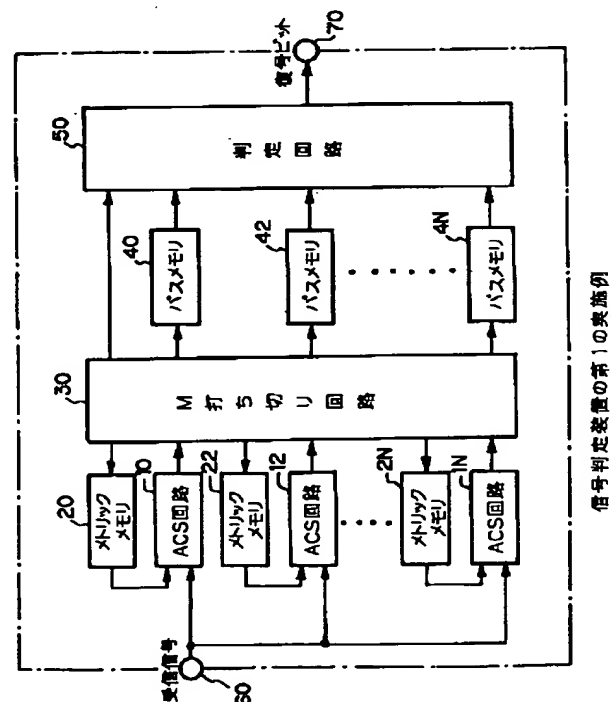 受信信号
60
20
メトリック
メモリ
10
ACS回路
22
メトリック
メモリ
12
ACS回路
2N
メトリック
メモリ
1N
ACS回路
30
M打ち切り回路
40
パスメモリ
42
パスメモリ
4N
パスメモリ
50
判定回路
復号ビット
70
信号判定装置の第1の実施例